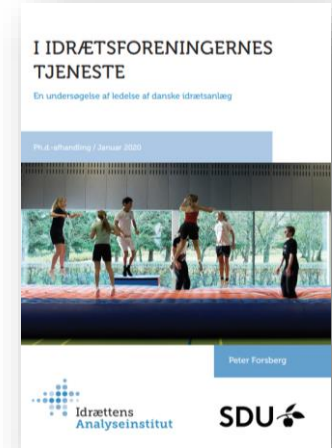 I IDRÆTSFORENINGERNES
TJENESTE
En undersøgelse af ledelse af danske idrætsanlæg
Ph.d.-afhandling / Januar 2020
Peter Forsberg
Idrættens
Analyseinstitut
SDU